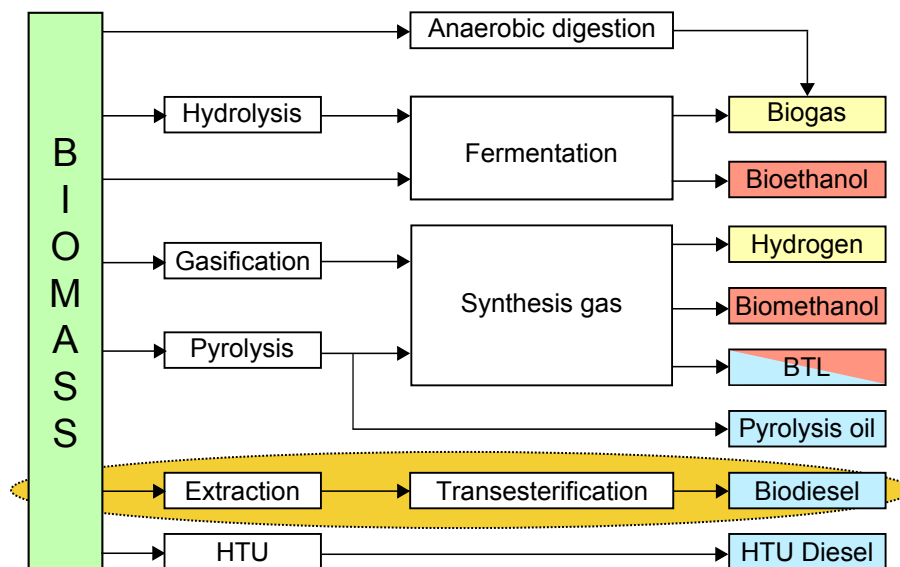 BIOMASS
Anaerobic digestion
Hydrolysis
Fermentation
Biogas
Bioethanol
Gasification
Synthesis gas
Hydrogen
Biomethanol
Pyrolysis
BTL
Pyrolysis oil
Extraction
Transesterification
Biodiesel
HTU
HTU Diesel